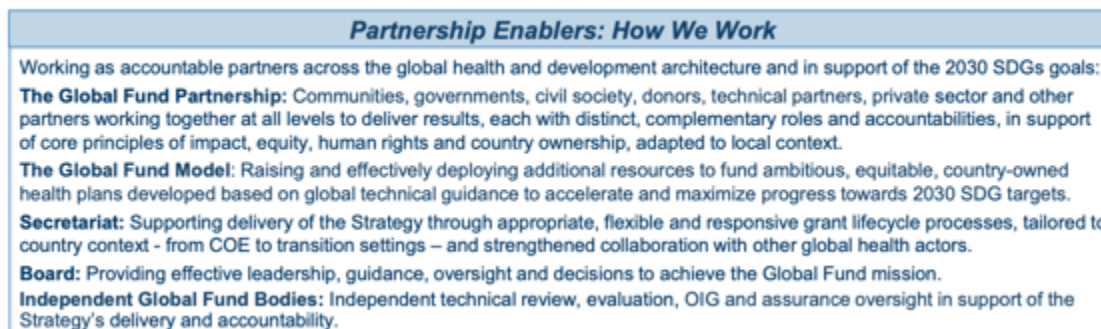 Partnership Enablers: How We Work
Working as accountable partners across the global health and development architecture and in support of the 2030 SDGs goals:
The Global Fund Partnership: Communities, governments, civil society, donors, technical partners, private sector and other
partners working together at all levels to deliver results, each with distinct, complementary roles and accountabilities, in support
of core principles of impact, equity, human rights and country ownership, adapted to local context.
The Global Fund Model: Raising and effectively deploying additional resources to fund ambitious, equitable, country-owned
health plans developed based on global technical guidance to accelerate and maximize progress towards 2030 SDG targets.
Secretariat: Supporting delivery of the Strategy through appropriate, flexible and responsive grant lifecycle processes, tailored to
country context - from COE to transition settings – and strengthened collaboration with other global health actors.
Board: Providing effective leadership, guidance, oversight and decisions to achieve the Global Fund mission.
Independent Global Fund Bodies: Independent technical review, evaluation, OIG and assurance oversight in support of the
Strategy's delivery and accountability.